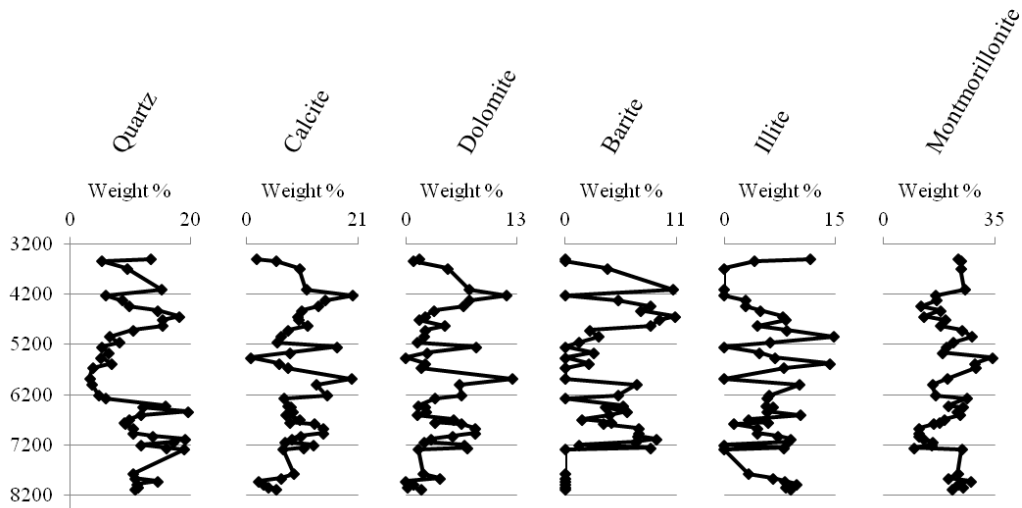 Quartz Calcite Dolomite Barite Illite Montmorillonite
Weight % Weight % Weight % Weight % Weight % Weight %
0 20 0 21 0 13 0 11 0 15 0 35
3200
4200
5200
6200
7200
8200